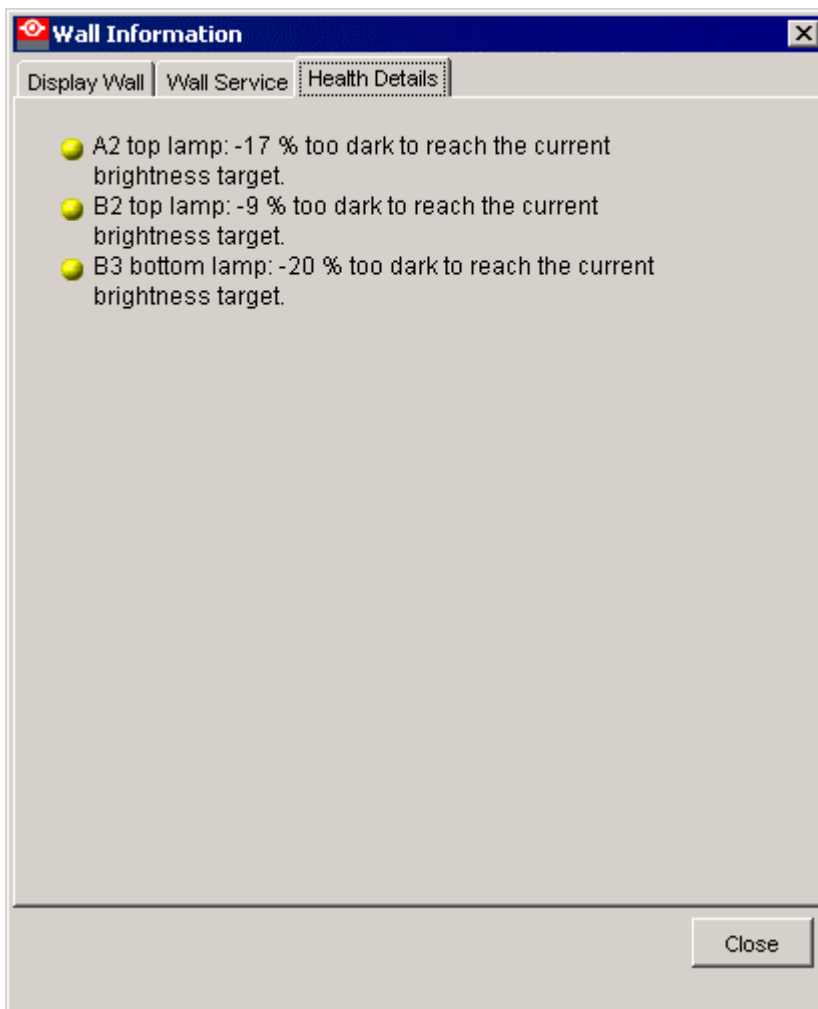 Wall Information
Display Wall Wall Service Health Details
A2 top lamp: -17 % too dark to reach the current
brightness target.
B2 top lamp: -9 % too dark to reach the current
brightness target.
B3 bottom lamp: -20 % too dark to reach the current
brightness target.
Close